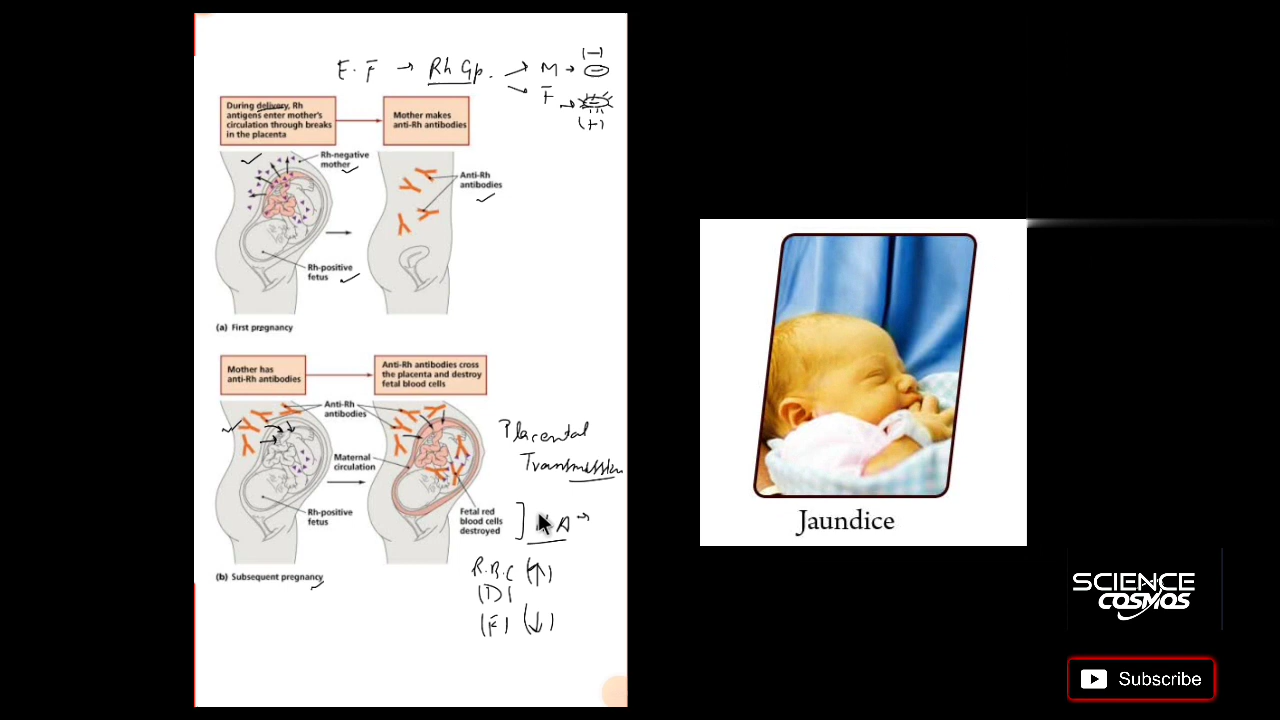 E. F → Rh Gp. → M → (-)
F → (+)
During delivery, Rh
antigens enter mother's
circulation through breaks
in the placenta
Mother makes
anti-Rh antibodies
Rh-negative
mother
Anti-Rh
antibodies
Rh-positive
fetus
(a) First pregnancy
Mother has
anti-Rh antibodies
Anti-Rh antibodies cross
the placenta and destroy
fetal blood cells
Anti-Rh
antibodies
Maternal
circulation
Rh-positive
fetus
Fetal red
blood cells
destroyed
(b) Subsequent pregnancy
Placental
Transmission
A →
R.B.C (↑)
(D)
(F) (↓)
Jaundice
SCIENCE
COSMOS
Subscribe